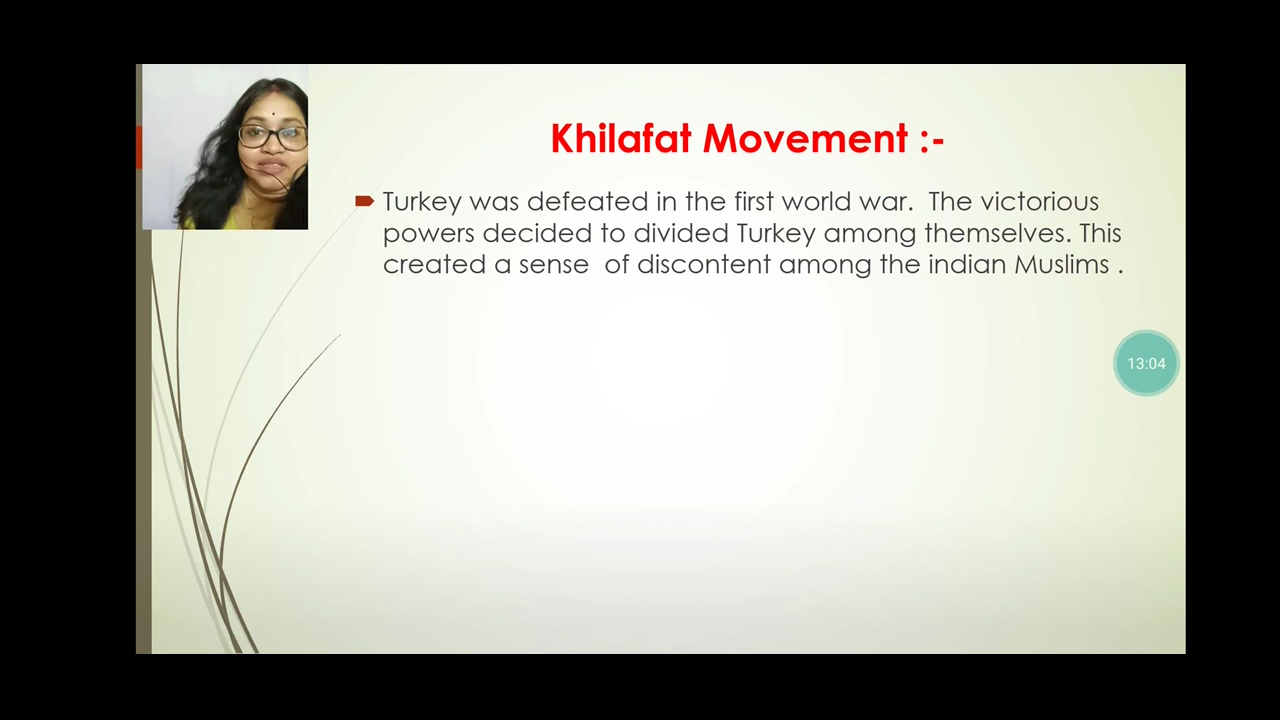 Khilafat Movement :-
Turkey was defeated in the first world war.  The victorious
powers decided to divided Turkey among themselves. This
created a sense  of discontent among the indian Muslims .
13:04